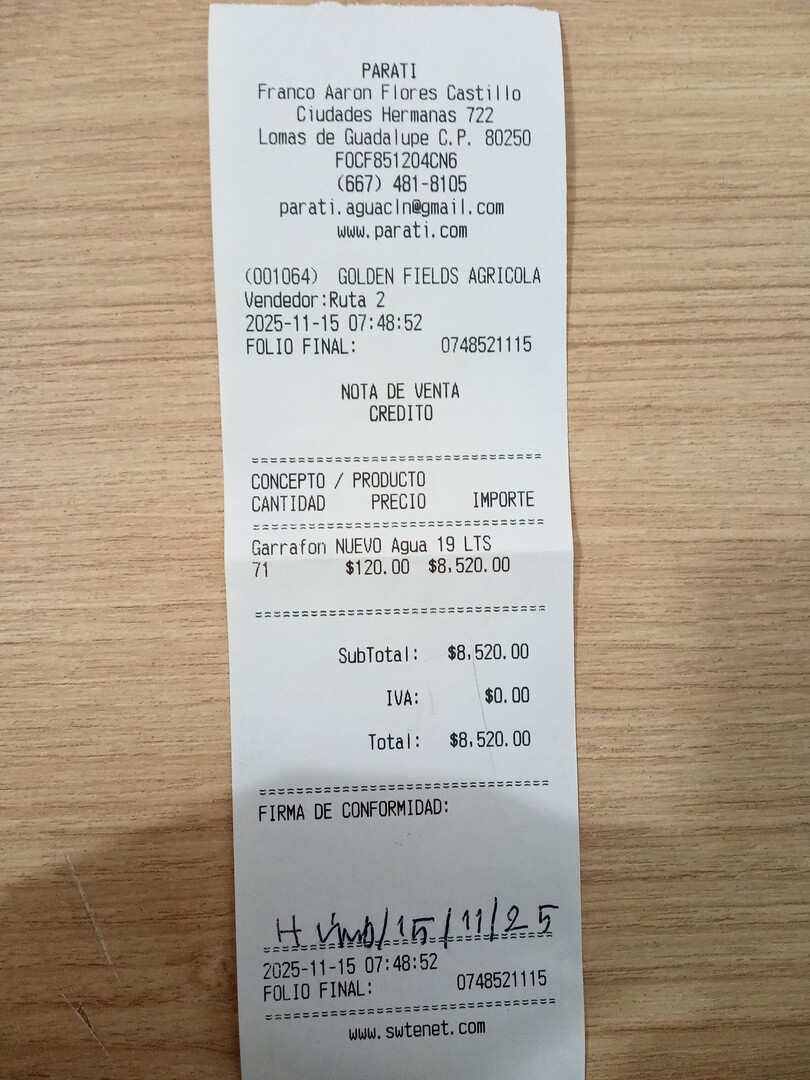 PARATI
Franco Aaron Flores Castillo
Ciudades Hermanas 722
Lomas de Guadalupe C.P. 80250
FOCF851204CN6
(667) 481-8105
parati.aguacln@gmail.com
www.parati.com
(001064) GOLDEN FIELDS AGRICOLA
Vendedor:Ruta 2
2025-11-15 07:48:52
FOLIO FINAL: 0748521115
NOTA DE VENTA
CREDITO
==================================
CONCEPTO / PRODUCTO
CANTIDAD PRECIO IMPORTE
==================================
Garrafon NUEVO Agua 19 LTS
71 $120.00 $8,520.00
==================================
SubTotal: $8,520.00
IVA: $0.00
Total: $8,520.00
==================================
FIRMA DE CONFORMIDAD:
H /15/11/25
==================================
2025-11-15 07:48:52
FOLIO FINAL: 0748521115
==================================
www.swtenet.com